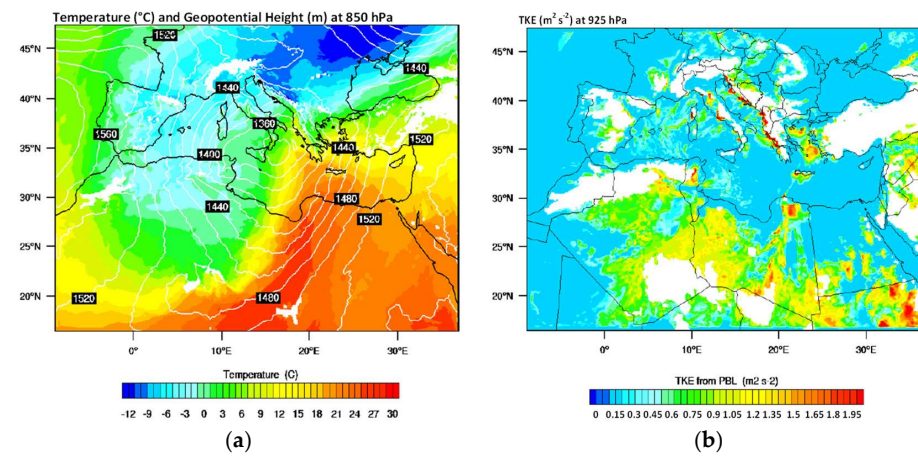 Temperature (°C) and Geopotential Height (m) at 850 hPa
1520
45°N
1440
1440
40°N
1360
1560
1440
1520
35°N
1400
30°N
1440
1480
1520
25°N
1520
1480
20°N
0° 10°E 20°E 30°E
Temperature (C)
-12 -9 -6 -3 0 3 6 9 12 15 18 21 24 27 30
(a)
TKE (m² s⁻²) at 925 hPa
45°N
40°N
35°N
30°N
25°N
20°N
0° 10°E 20°E 30°E
TKE from PBL (m2 s-2)
0 0.15 0.3 0.45 0.6 0.75 0.9 1.05 1.2 1.35 1.5 1.65 1.8 1.95
(b)